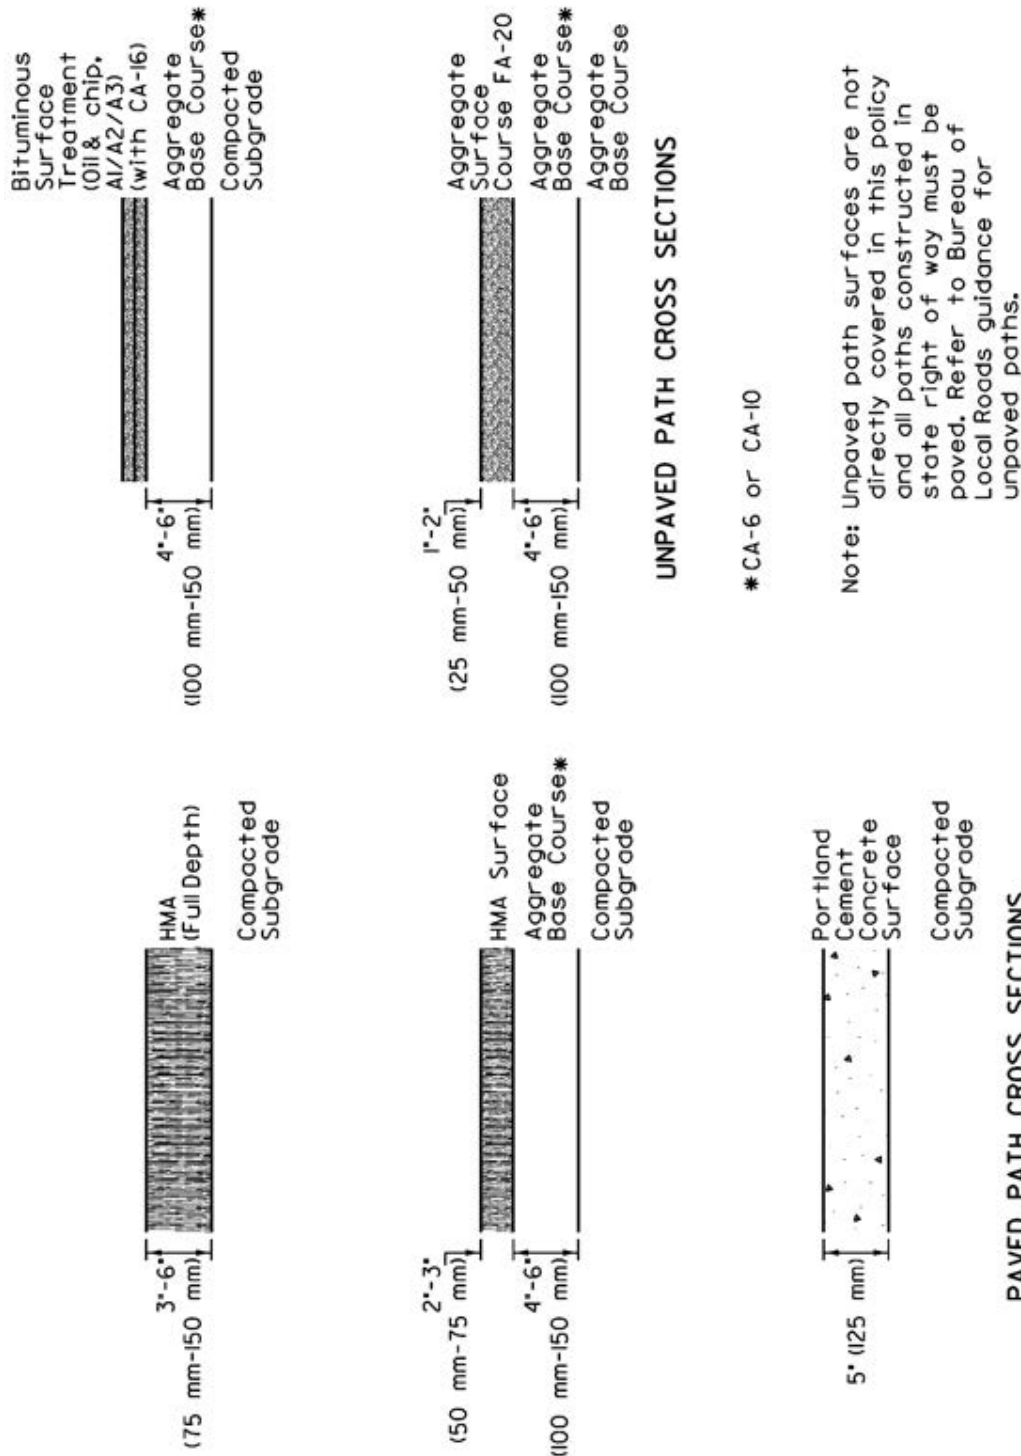 3"-6"
(75 mm-150 mm)
HMA
(Full Depth)
Compacted
Subgrade
2"-3"
(50 mm-75 mm)
4"-6"
(100 mm-150 mm)
HMA Surface
Aggregate
Base Course*
Compacted
Subgrade
5" (125 mm)
Portland
Cement
Concrete
Surface
Compacted
Subgrade
PAVED PATH CROSS SECTIONS
4"-6"
(100 mm-150 mm)
Bituminous
Surface
Treatment
(Oil & chip,
A1/A2/A3)
(with CA-16)
Aggregate
Base Course*
Compacted
Subgrade
1"-2"
(25 mm-50 mm)
4"-6"
(100 mm-150 mm)
Aggregate
Surface
Course FA-20
Aggregate
Base Course*
Aggregate
Base Course
UNPAVED PATH CROSS SECTIONS
*CA-6 or CA-10
Note: Unpaved path surfaces are not
directly covered in this policy
and all paths constructed in
state right of way must be
paved. Refer to Bureau of
Local Roads guidance for
unpaved paths.